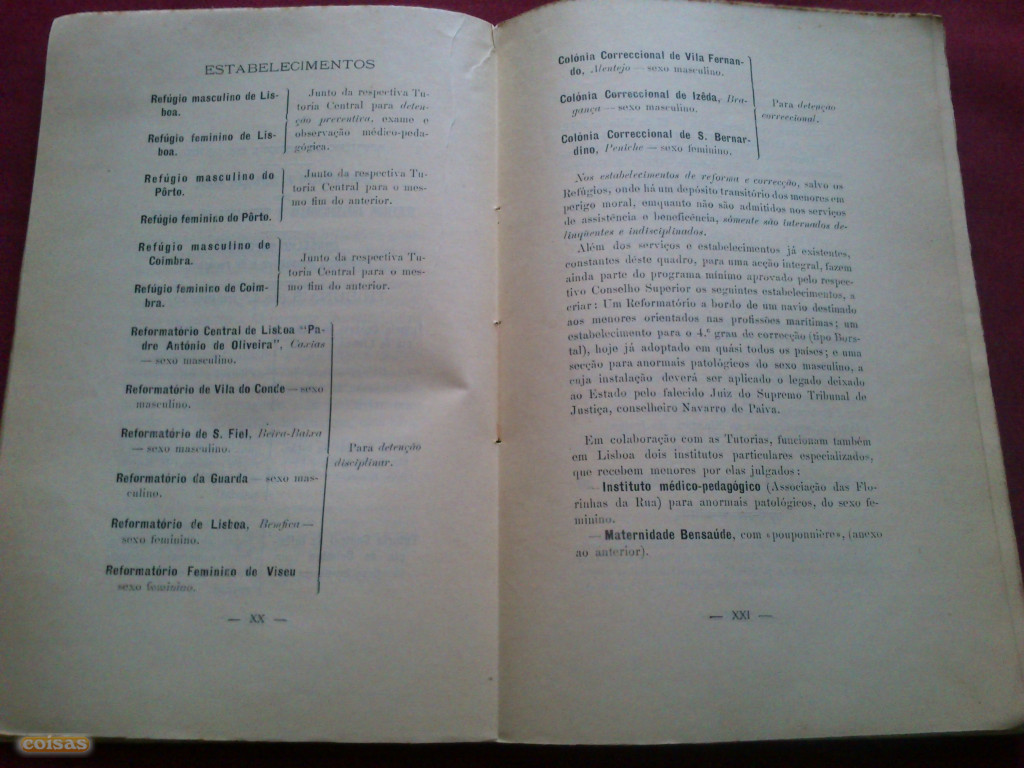 ESTABELECIMENTOS
Refúgio masculino de Lis-
boa.
Refúgio feminino de Lis-
boa.
Junto da respectiva Tu-
toria Central para deten-
ção preventiva, exame e
observação médico-peda-
gógica.
Refúgio masculino do
Pôrto.
Refúgio feminino do Pôrto.
Junto da respectiva Tu-
toria Central para o mes-
mo fim do anterior.
Refúgio masculino de
Coimbra.
Refúgio feminino de Coim-
bra.
Junto da respectiva Tu-
toria Central para o mes-
mo fim do anterior.
Reformatório Central de Lisboa "Pa-
dre António de Oliveira", Caxias
— sexo masculino.
Reformatório de Vila do Conde — sexo
masculino.
Reformatório de S. Fiel, Beira-Baixa
— sexo masculino.
Reformatório da Guarda — sexo mas-
culino.
Reformatório de Lisboa, Benfica —
sexo feminino.
Reformatório Feminino de Viseu
sexo feminino.
Para detenção
disciplinar.
— XX —
Colónia Correccional de Vila Fernan-
do, Alentejo — sexo masculino.
Colónia Correccional de Izêda, Bra-
gança — sexo masculino.
Colónia Correccional de S. Bernar-
dino, Peniche — sexo feminino.
Para detenção
correccional.
Nos estabelecimentos de reforma e correcção, salvo os
Refúgios, onde há um depósito transitório dos menores em
perigo moral, emquanto não são admitidos nos serviços
de assistência e beneficência, sómente são internados de-
linqüentes e indisciplinados.
Além dos serviços e estabelecimentos já existentes,
constantes dêste quadro, para uma acção integral, fazem
ainda parte do programa mínimo aprovado pelo respec-
tivo Conselho Superior os seguintes estabelecimentos, a
criar: Um Reformatório a bordo de um navio destinado
aos menores orientados nas profissões marítimas; um
estabelecimento para o 4.º grau de correcção (tipo Bors-
tal), hoje já adoptado em quási todos os países; e uma
secção para anormais patológicos do sexo masculino, a
cuja instalação deverá ser aplicado o legado deixado
ao Estado pelo falecido Juiz do Supremo Tribunal de
Justiça, conselheiro Navarro de Paiva.
Em colaboração com as Tutorias, funcionam também
em Lisboa dois institutos particulares especializados,
que recebem menores por elas julgados:
— Instituto médico-pedagógico (Associação das Flo-
rinhas da Rua) para anormais patológicos, do sexo fe-
minino.
— Maternidade Bensaúde, com «pouponnière», (anexo
ao anterior).
— XXI —
coisas